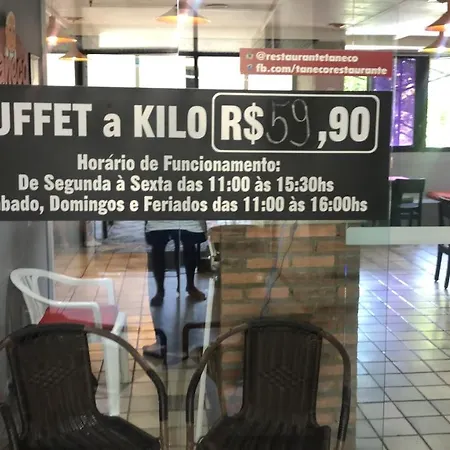 @restaurantetaneco
fb.com/tanecorestaurante
UFFET a KILO R$59,90
Horário de Funcionamento:
De Segunda à Sexta das 11:00 às 15:30hs
bado, Domingos e Feriados das 11:00 às 16:00hs